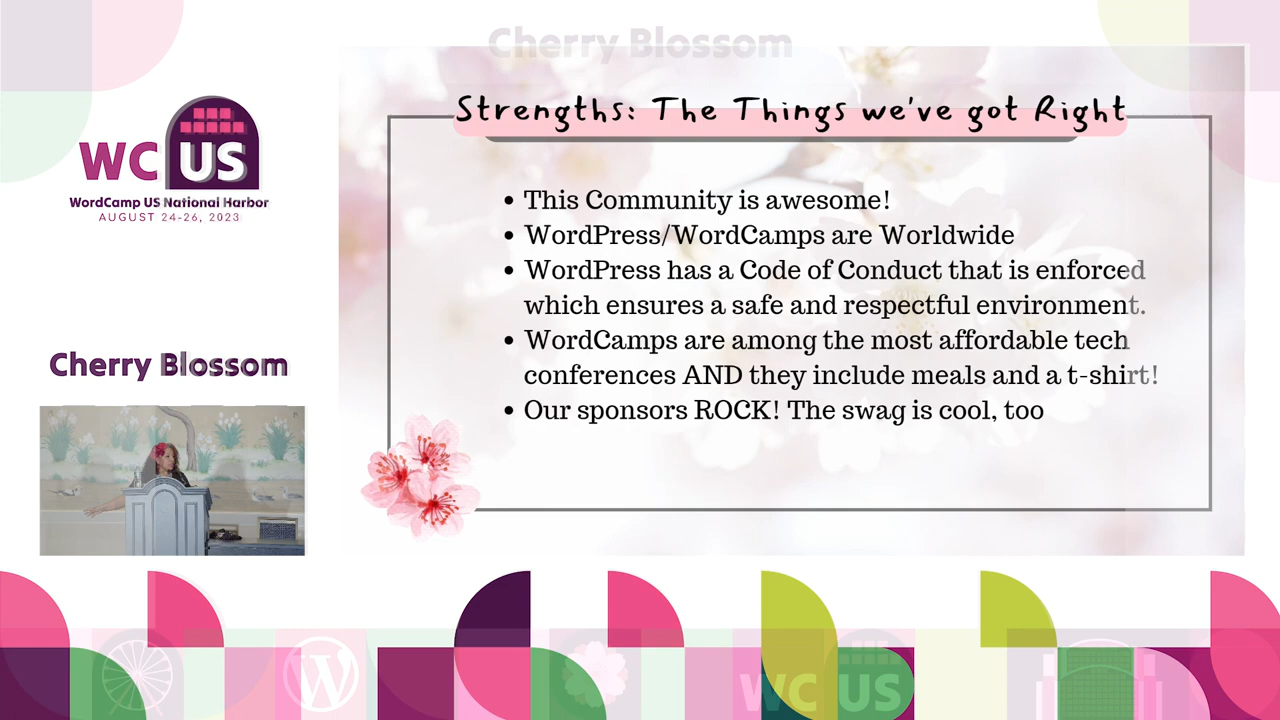 Cherry Blossom
Strengths: The Things we've got Right
WC US
WordCamp US National Harbor
AUGUST 24-26, 2023
• This Community is awesome!
• WordPress/WordCamps are Worldwide
• WordPress has a Code of Conduct that is enforced
which ensures a safe and respectful environment.
• WordCamps are among the most affordable tech
conferences AND they include meals and a t-shirt!
• Our sponsors ROCK! The swag is cool, too
Cherry Blossom
WC US